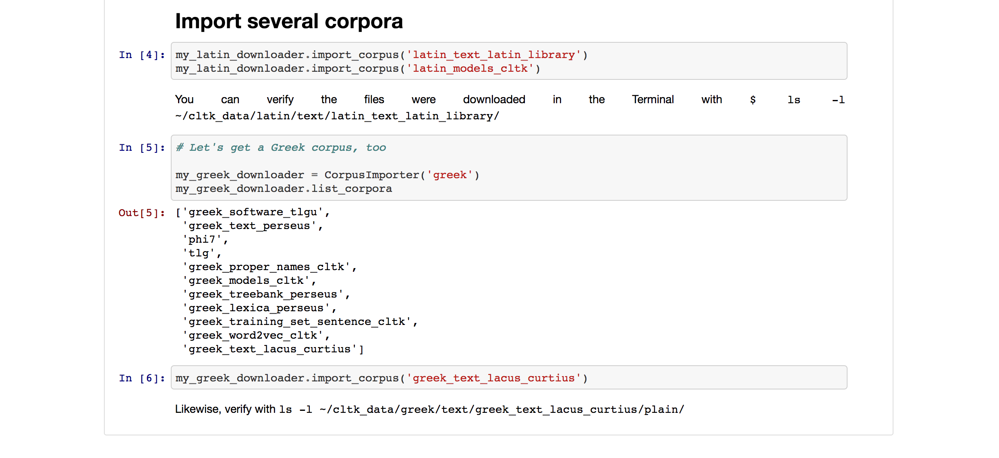 Import several corpora
In [4]: my_latin_downloader.import_corpus('latin_text_latin_library')
my_latin_downloader.import_corpus('latin_models_cltk')
You can verify the files were downloaded in the Terminal with $ ls -l
~/cltk_data/latin/text/latin_text_latin_library/
In [5]: # Let's get a Greek corpus, too
my_greek_downloader = CorpusImporter('greek')
my_greek_downloader.list_corpora
Out[5]: ['greek_software_tlgu',
'greek_text_perseus',
'phi7',
'tlg',
'greek_proper_names_cltk',
'greek_models_cltk',
'greek_treebank_perseus',
'greek_lexica_perseus',
'greek_training_set_sentence_cltk',
'greek_word2vec_cltk',
'greek_text_lacus_curtius']
In [6]: my_greek_downloader.import_corpus('greek_text_lacus_curtius')
Likewise, verify with ls -l ~/cltk_data/greek/text/greek_text_lacus_curtius/plain/